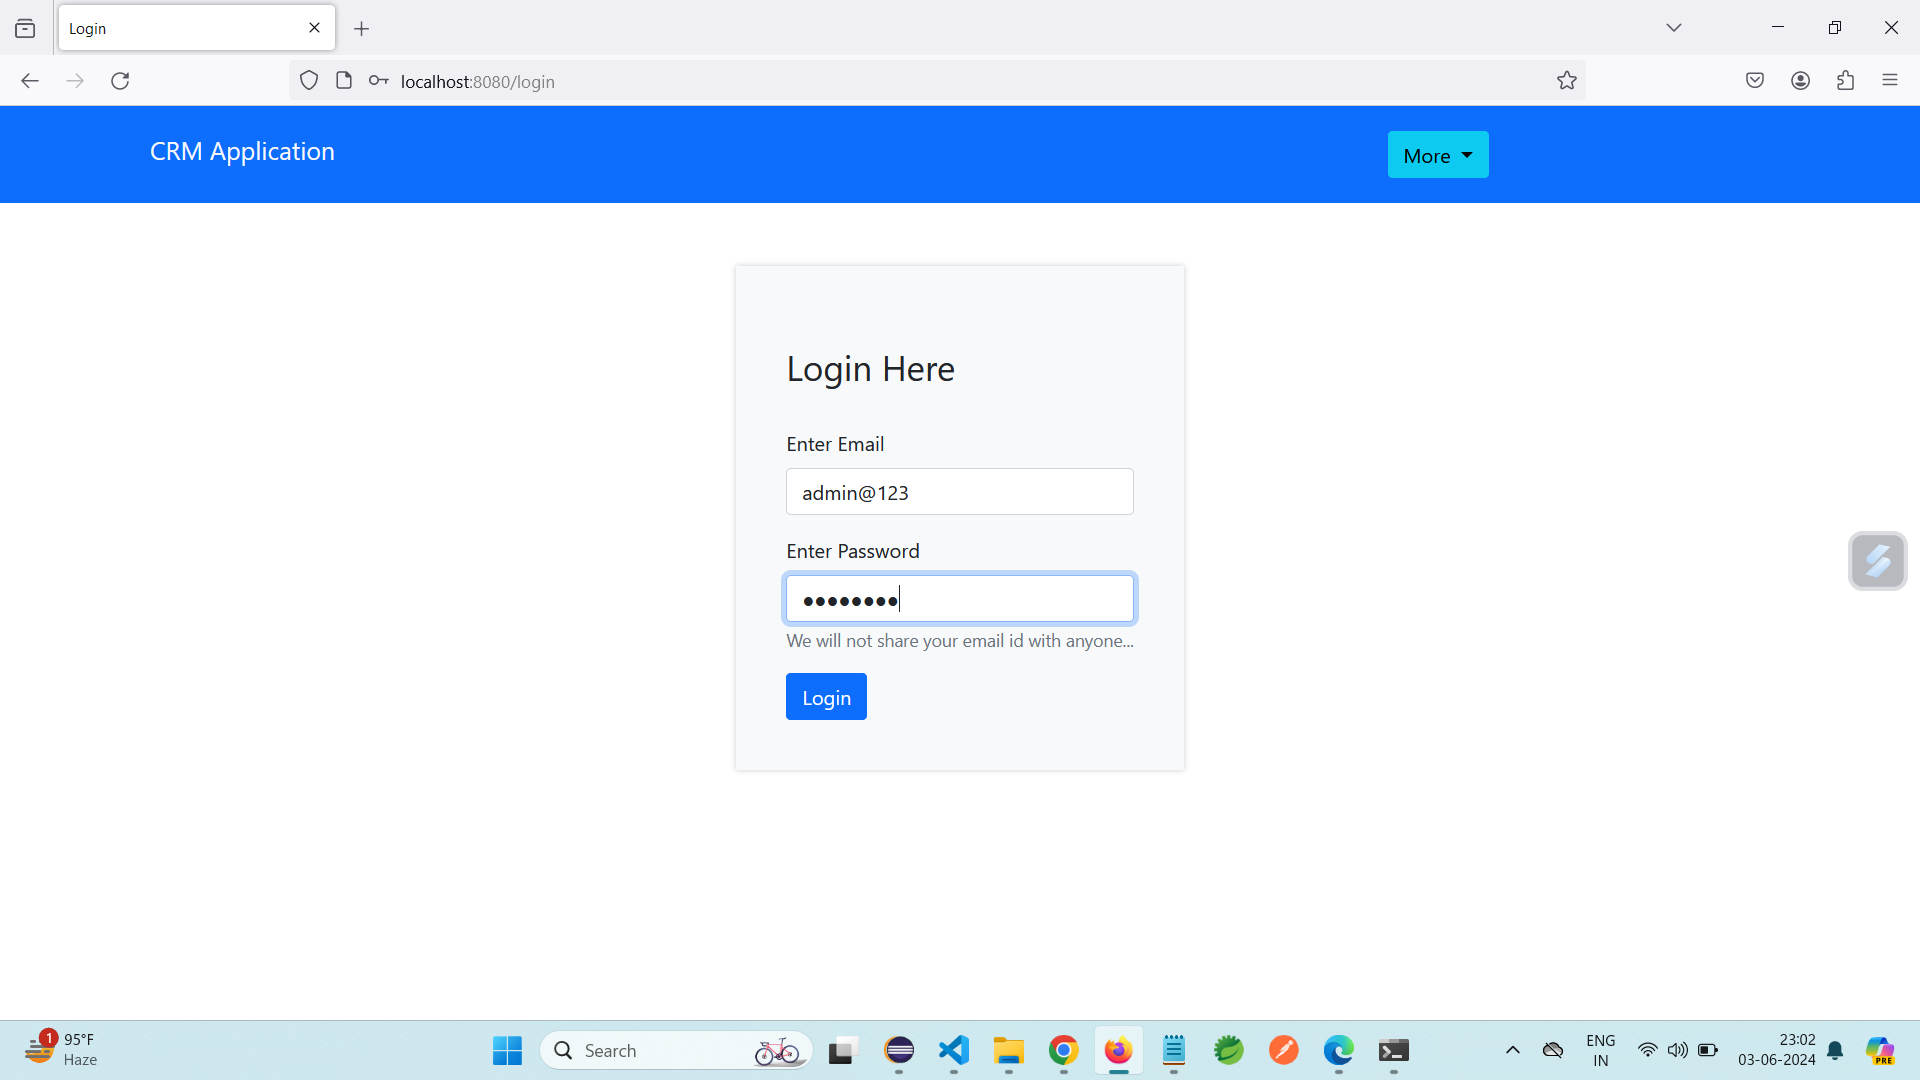 Login
localhost:8080/login
CRM Application
More
Login Here
Enter Email
admin@123
Enter Password
••••••••
We will not share your email id with anyone...
Login
1
95°F
Haze
Search
ENG
IN
23:02
03-06-2024
PRE